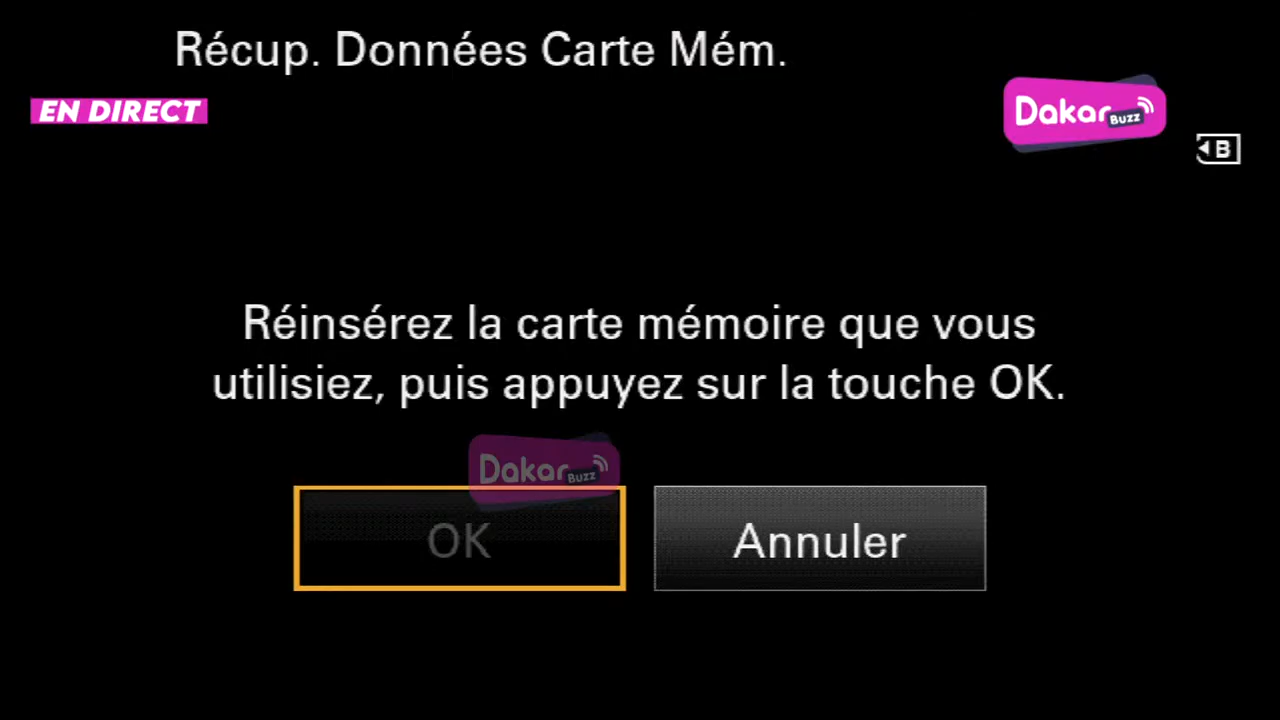 Récup. Données Carte Mém.
EN DIRECT
Dakar Buzz
B
Réinsérez la carte mémoire que vous
utilisiez, puis appuyez sur la touche OK.
Dakar Buzz
OK
Annuler